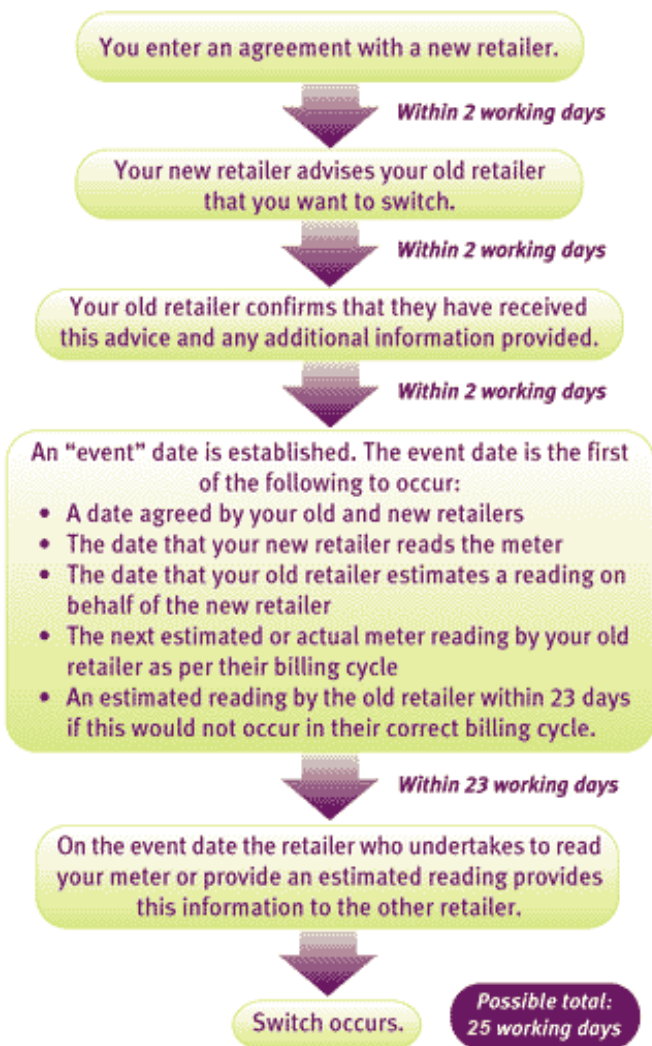 You enter an agreement with a new retailer.
Within 2 working days
Your new retailer advises your old retailer
that you want to switch.
Within 2 working days
Your old retailer confirms that they have received
this advice and any additional information provided.
Within 2 working days
An “event” date is established. The event date is the first
of the following to occur:
• A date agreed by your old and new retailers
• The date that your new retailer reads the meter
• The date that your old retailer estimates a reading on
behalf of the new retailer
• The next estimated or actual meter reading by your old
retailer as per their billing cycle
• An estimated reading by the old retailer within 23 days
if this would not occur in their correct billing cycle.
Within 23 working days
On the event date the retailer who undertakes to read
your meter or provide an estimated reading provides
this information to the other retailer.
Switch occurs.
Possible total:
25 working days